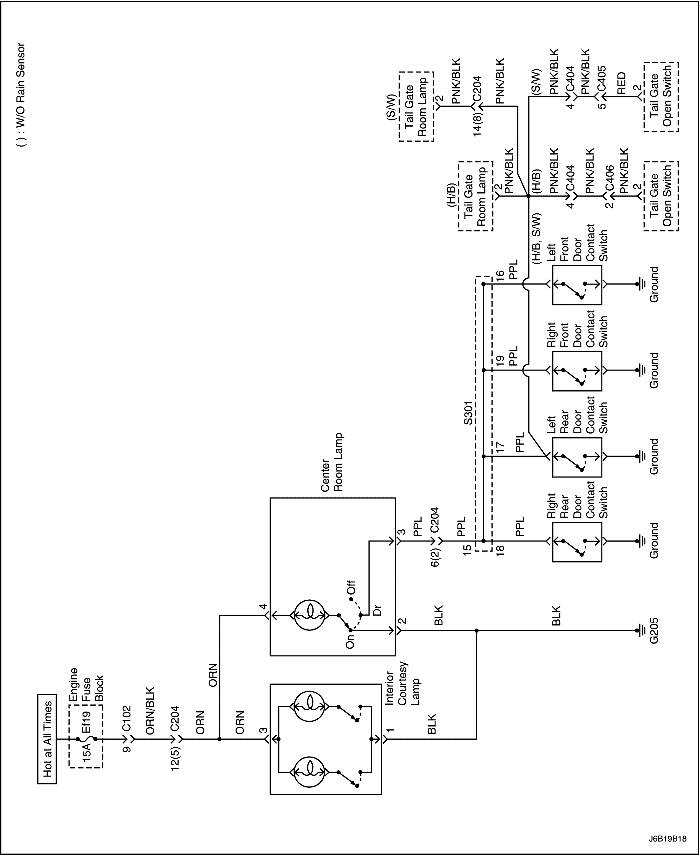 ( ) : W/O Rain Sensor
Hot at All Times
15A
Ef19
Engine
Fuse
Block
9
C102
ORN/BLK
12(5)
C204
ORN
ORN
ORN
3
Interior
Courtesy
Lamp
1
BLK
4
Center
Room Lamp
On
Off
Dr
2
BLK
BLK
G205
3
PPL
6(2)
C204
PPL
15
S301
18
PPL
Right
Rear
Door
Contact
Switch
Ground
17
PPL
Left
Rear
Door
Contact
Switch
Ground
19
PPL
Right
Front
Door
Contact
Switch
Ground
16
PPL
Left
Front
Door
Contact
Switch
Ground
(H/B, S/W)
(H/B)
Tail Gate
Room Lamp
2
PNK/BLK
(H/B)
PNK/BLK
4
C404
PNK/BLK
2
C406
PNK/BLK
2
Tail Gate
Open Switch
(S/W)
Tail Gate
Room Lamp
2
PNK/BLK
14(8)
C204
PNK/BLK
(S/W)
PNK/BLK
4
C404
PNK/BLK
5
C405
RED
2
Tail Gate
Open Switch
J6B19B18